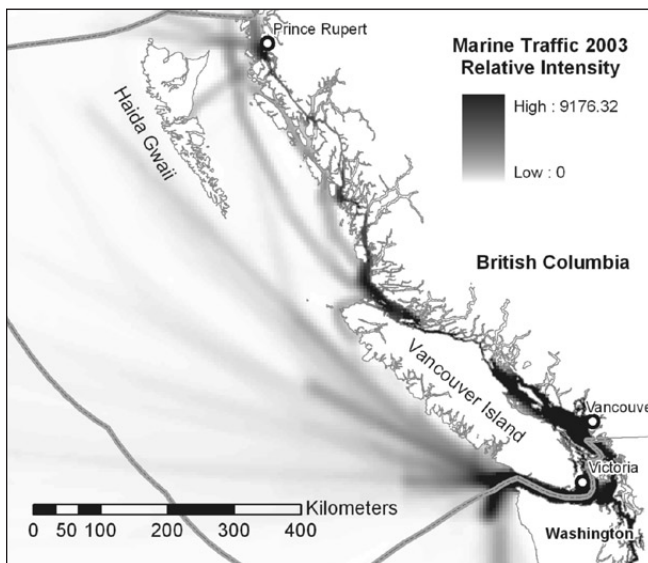 Prince Rupert
Marine Traffic 2003
Relative Intensity
High : 9176.32
Low : 0
Haida Gwaii
British Columbia
Vancouver Island
Vancouve
Victoria
Kilometers
0 50 100 200 300 400
Washington